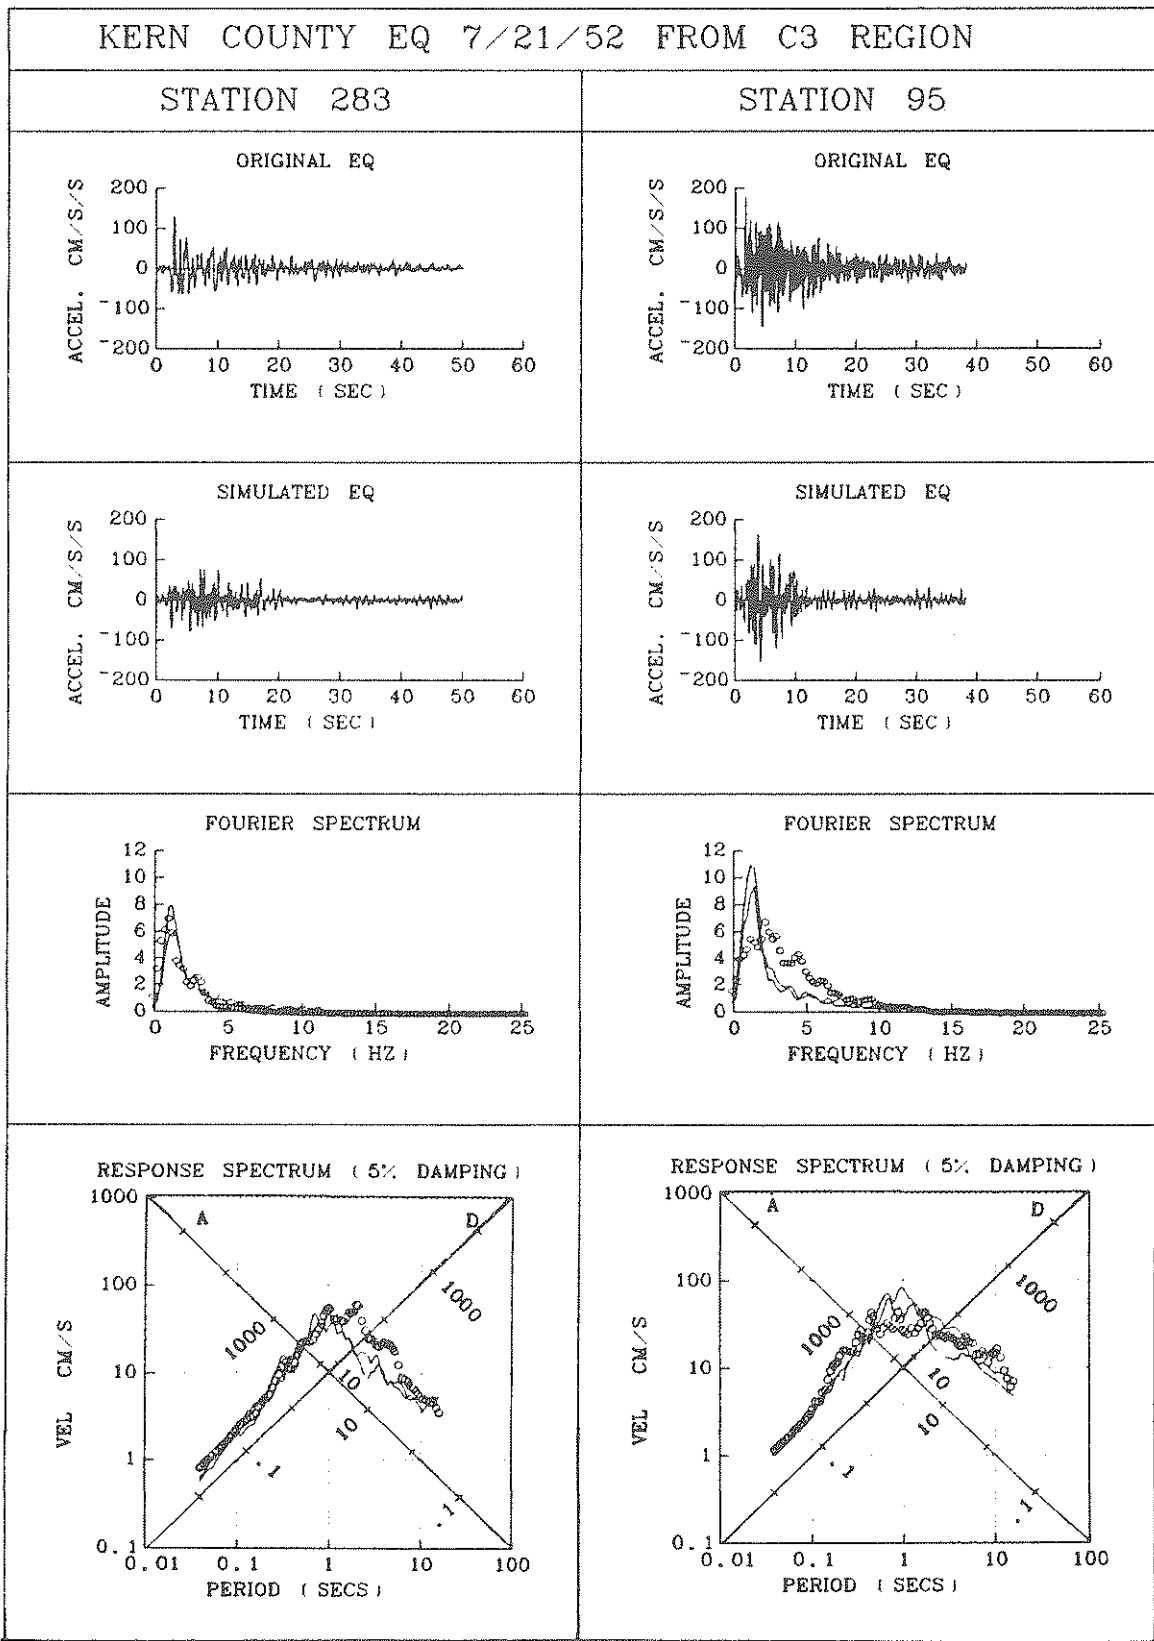 KERN COUNTY EQ 7/21/52 FROM C3 REGION
STATION 283
STATION 95
ORIGINAL EQ
ACCEL. CM/S/S
200
100
0
-100
-200
0 10 20 30 40 50 60
TIME (SEC)
ORIGINAL EQ
ACCEL. CM/S/S
200
100
0
-100
-200
0 10 20 30 40 50 60
TIME (SEC)
SIMULATED EQ
ACCEL. CM/S/S
200
100
0
-100
-200
0 10 20 30 40 50 60
TIME (SEC)
SIMULATED EQ
ACCEL. CM/S/S
200
100
0
-100
-200
0 10 20 30 40 50 60
TIME (SEC)
FOURIER SPECTRUM
AMPLITUDE
12
10
8
6
4
2
0
0 5 10 15 20 25
FREQUENCY (HZ)
FOURIER SPECTRUM
AMPLITUDE
12
10
8
6
4
2
0
0 5 10 15 20 25
FREQUENCY (HZ)
RESPONSE SPECTRUM (5% DAMPING)
VEL CM/S
1000
100
10
1
0.1
A
D
1000
1000
10
10
.1
.1
0.01 0.1 1 10 100
PERIOD (SECS)
RESPONSE SPECTRUM (5% DAMPING)
VEL CM/S
1000
100
10
1
0.1
A
D
1000
1000
10
10
.1
.1
0.01 0.1 1 10 100
PERIOD (SECS)